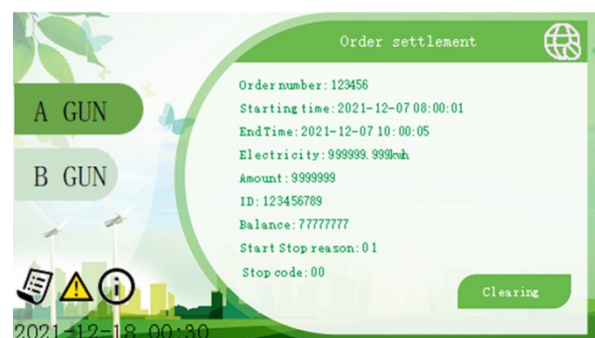 Order settlement
A GUN
B GUN
Order number: 123456
Starting time: 2021-12-07 08:00:01
EndTime: 2021-12-07 10:00:05
Electricity: 999999.999kwh
Amount: 9999999
ID: 123456789
Balance: 77777777
Start Stop reason: 01
Stop code: 00
Clearing
2021-12-18 00:30